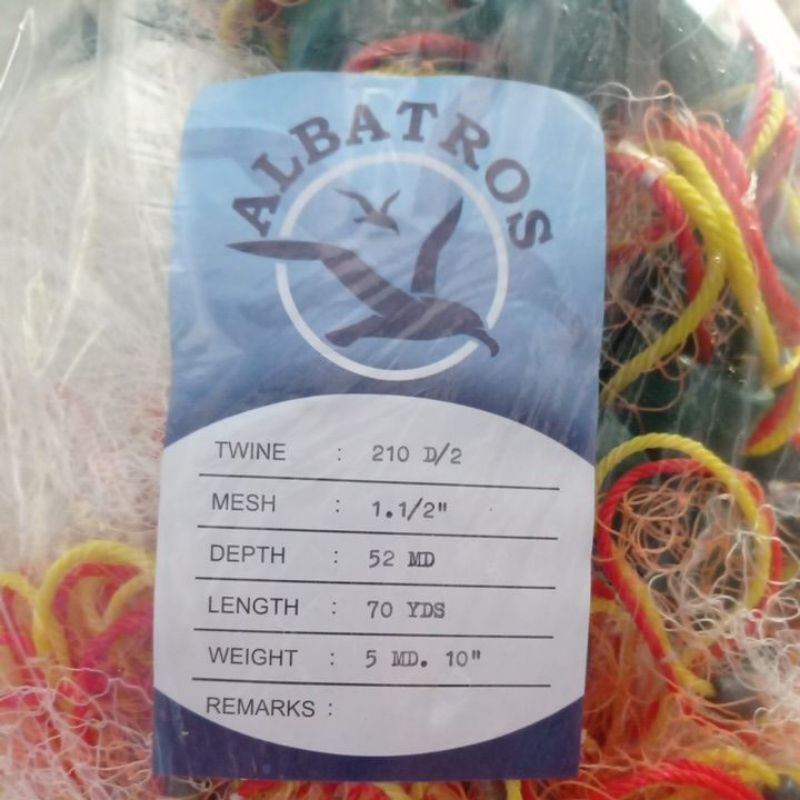 ALBATROS
TWINE : 210 D/2
MESH : 1.1/2"
DEPTH : 52 MD
LENGTH : 70 YDS
WEIGHT : 5 MD. 10"
REMARKS :